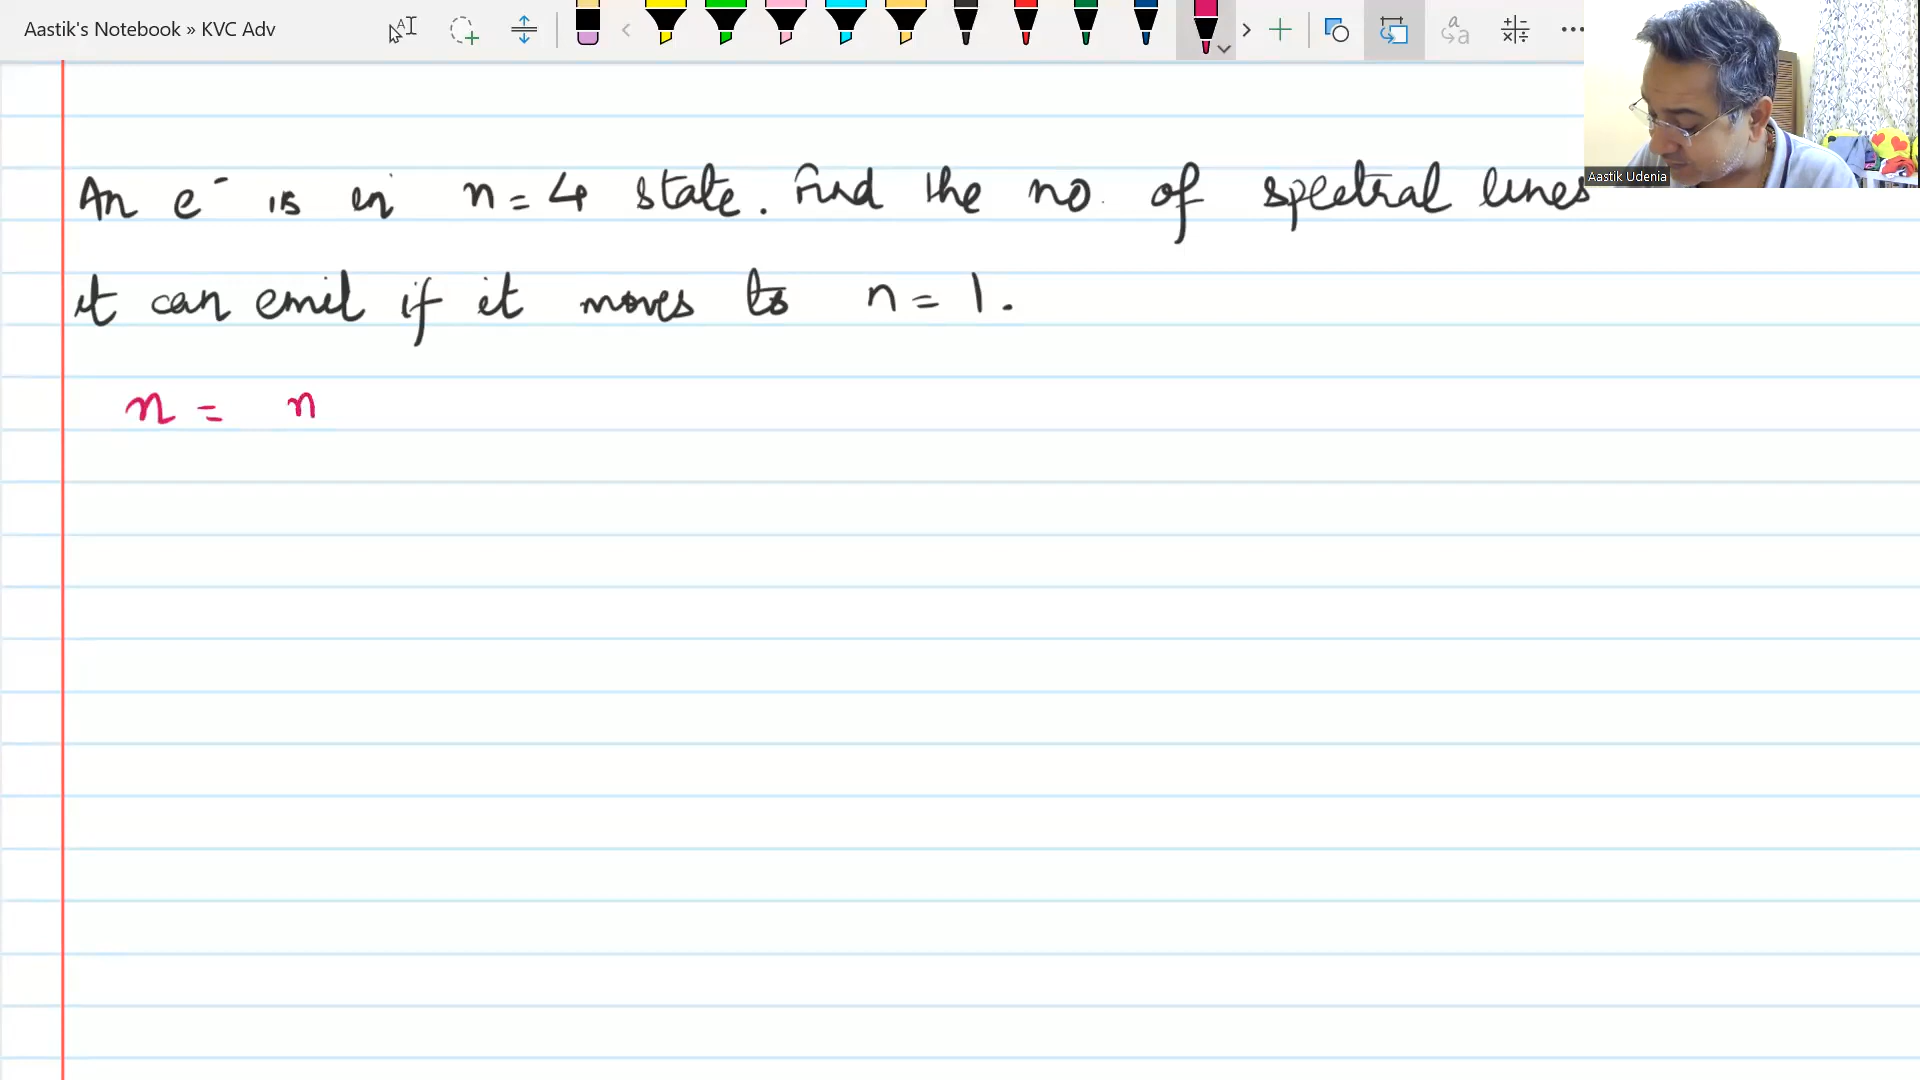 Aastik's Notebook » KVC Adv
Aastik Udenia
An e⁻ is in n = 4 state. Find the no. of spectral lines
it can emit if it moves to n = 1.
n = n